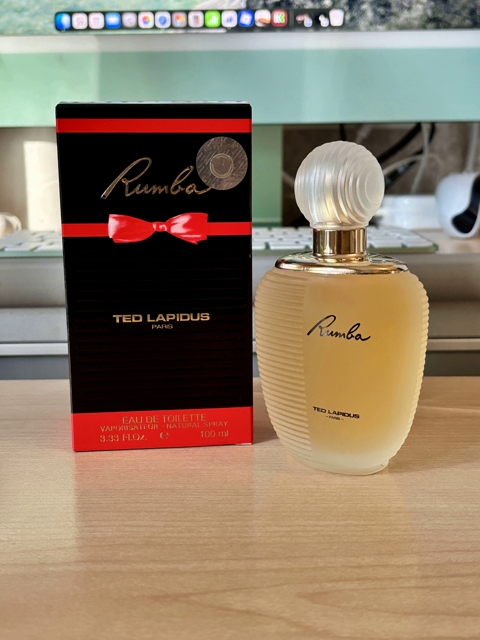 Rumba
TED LAPIDUS
PARIS
EAU DE TOILETTE
VAPORISATEUR - NATURAL SPRAY
3.33 FL.Oz. e 100 ml
Rumba
TED LAPIDUS
- PARIS -